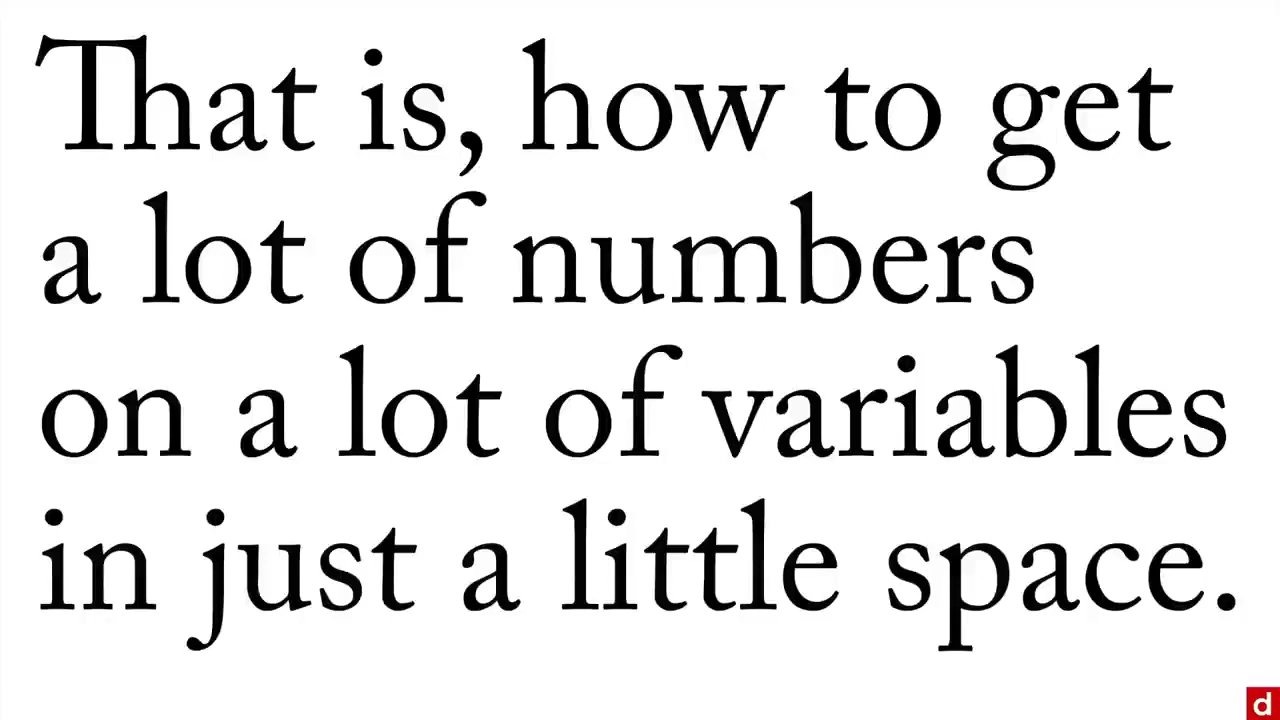 That is, how to get
a lot of numbers
on a lot of variables
in just a little space.
d